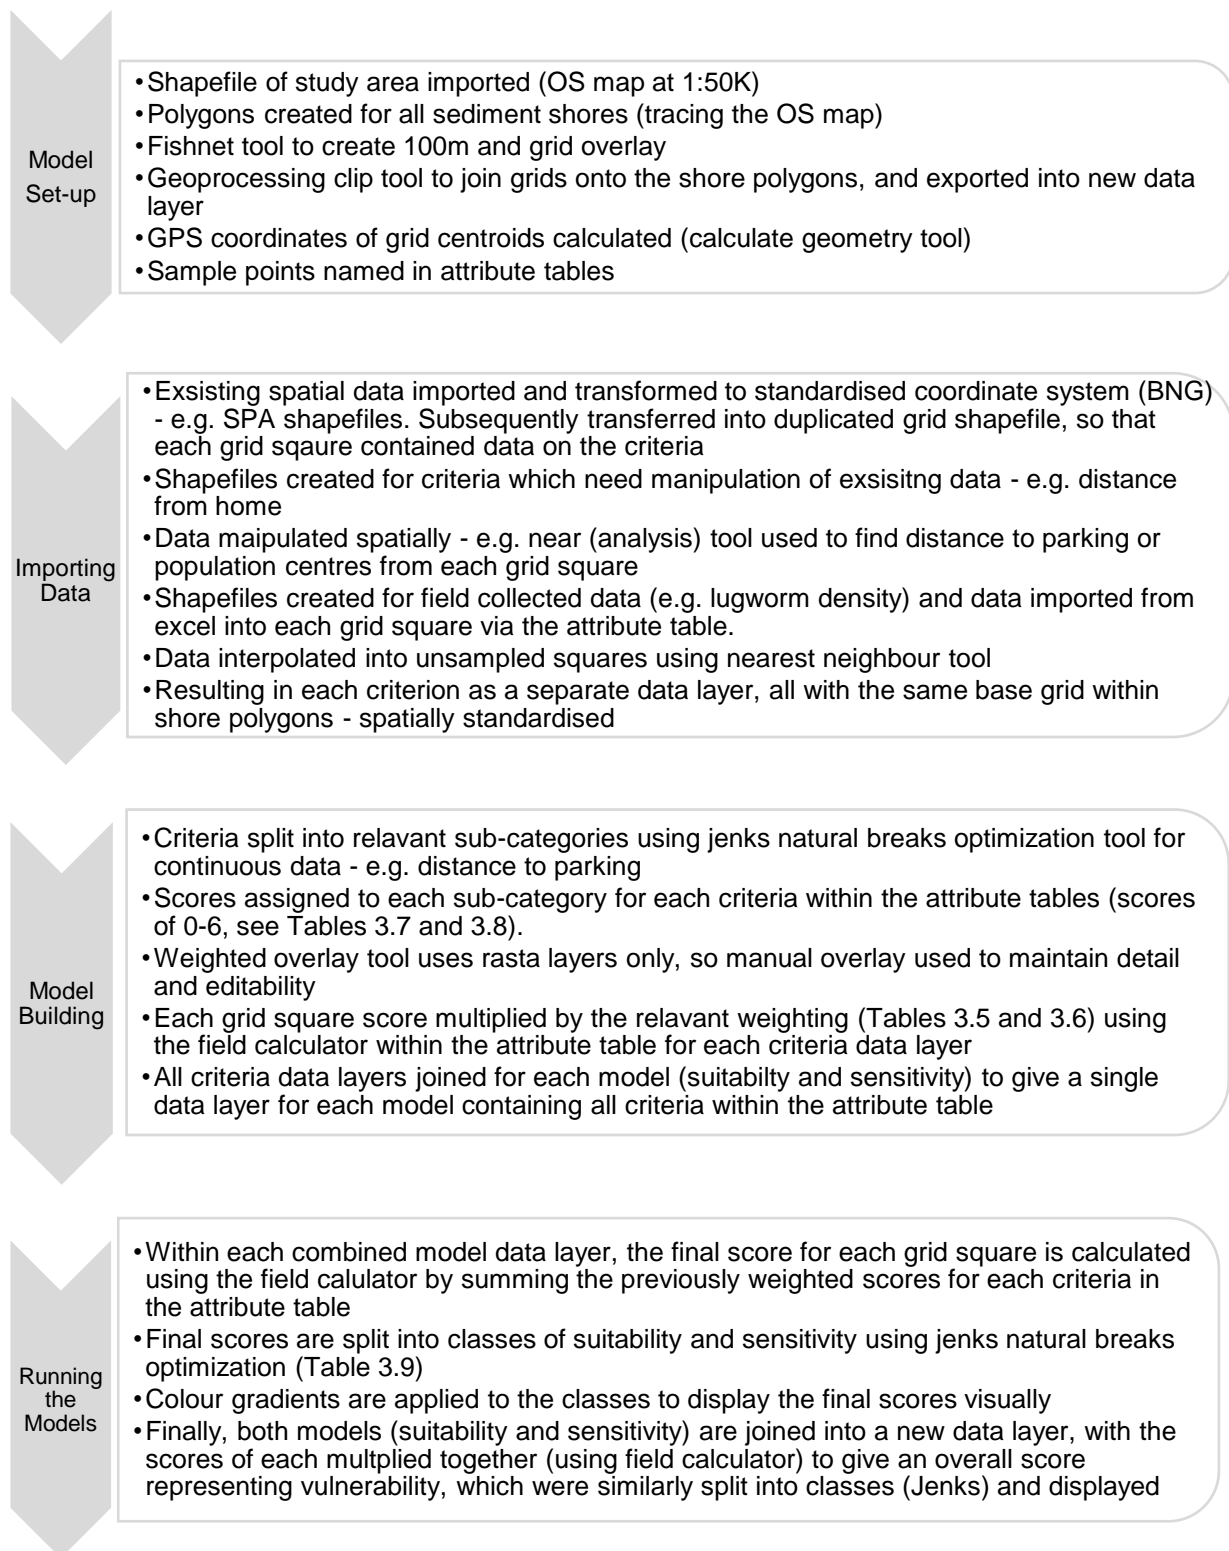 Model
Set-up
•Shapefile of study area imported (OS map at 1:50K)
•Polygons created for all sediment shores (tracing the OS map)
•Fishnet tool to create 100m and grid overlay
•Geoprocessing clip tool to join grids onto the shore polygons, and exported into new data
layer
•GPS coordinates of grid centroids calculated (calculate geometry tool)
•Sample points named in attribute tables
Importing
Data
•Exsisting spatial data imported and transformed to standardised coordinate system (BNG)
- e.g. SPA shapefiles. Subsequently transferred into duplicated grid shapefile, so that
each grid sqaure contained data on the criteria
•Shapefiles created for criteria which need manipulation of exsisitng data - e.g. distance
from home
•Data maipulated spatially - e.g. near (analysis) tool used to find distance to parking or
population centres from each grid square
•Shapefiles created for field collected data (e.g. lugworm density) and data imported from
excel into each grid square via the attribute table.
•Data interpolated into unsampled squares using nearest neighbour tool
•Resulting in each criterion as a separate data layer, all with the same base grid within
shore polygons - spatially standardised
Model
Building
•Criteria split into relavant sub-categories using jenks natural breaks optimization tool for
continuous data - e.g. distance to parking
•Scores assigned to each sub-category for each criteria within the attribute tables (scores
of 0-6, see Tables 3.7 and 3.8).
•Weighted overlay tool uses rasta layers only, so manual overlay used to maintain detail
and editability
•Each grid square score multiplied by the relavant weighting (Tables 3.5 and 3.6) using
the field calculator within the attribute table for each criteria data layer
•All criteria data layers joined for each model (suitabilty and sensitivity) to give a single
data layer for each model containing all criteria within the attribute table
Running
the
Models
•Within each combined model data layer, the final score for each grid square is calculated
using the field calulator by summing the previously weighted scores for each criteria in
the attribute table
•Final scores are split into classes of suitability and sensitivity using jenks natural breaks
optimization (Table 3.9)
•Colour gradients are applied to the classes to display the final scores visually
•Finally, both models (suitability and sensitivity) are joined into a new data layer, with the
scores of each multplied together (using field calculator) to give an overall score
representing vulnerability, which were similarly split into classes (Jenks) and displayed